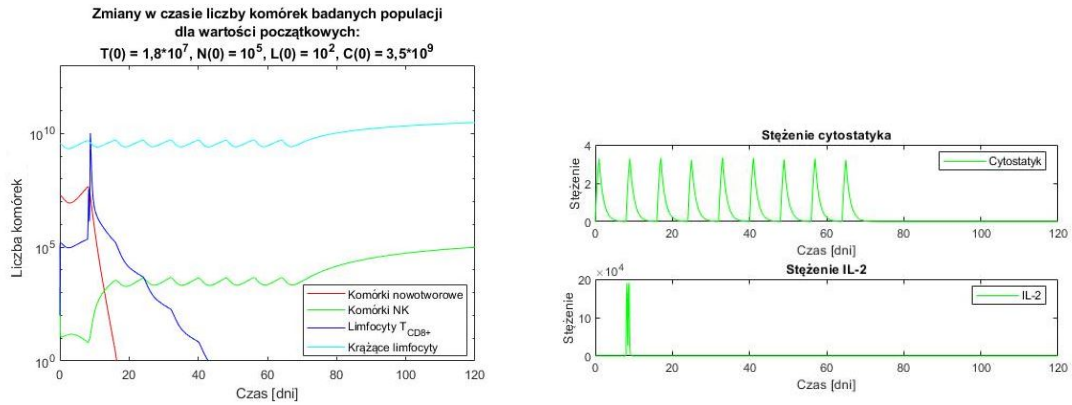 Zmiany w czasie liczby komórek badanych populacji
dla wartości początkowych:
T(0) = 1,8*10^7, N(0) = 10^5, L(0) = 10^2, C(0) = 3,5*10^9
Liczba komórek
10^10
10^5
10^0
0 20 40 60 80 100 120
Czas [dni]
Komórki nowotworowe
Komórki NK
Limfocyty T_CD8+
Krążące limfocyty
Stężenie cytostatyka
Stężenie
4
2
0
Cytostatyk
0 20 40 60 80 100 120
Czas [dni]
Stężenie IL-2
Stężenie
×10^4
20
15
10
5
0
IL-2
0 20 40 60 80 100 120
Czas [dni]